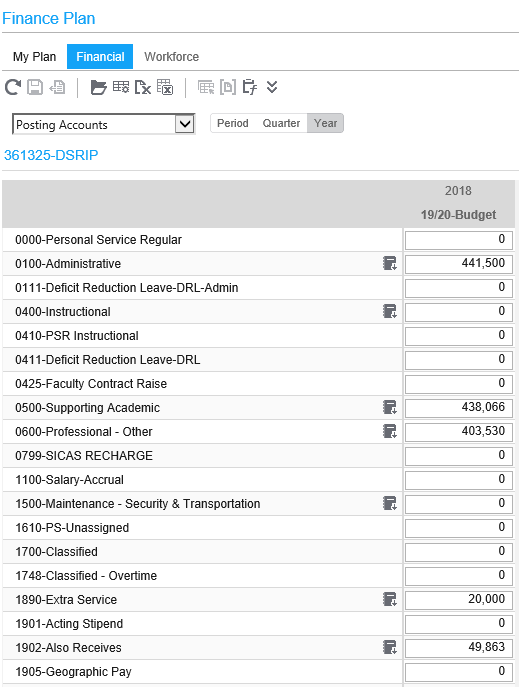 Finance Plan
My Plan Financial Workforce
Posting Accounts Period Quarter Year
361325-DSRIP
2018
19/20-Budget
0000-Personal Service Regular 0
0100-Administrative 441,500
0111-Deficit Reduction Leave-DRL-Admin 0
0400-Instructional 0
0410-PSR Instructional 0
0411-Deficit Reduction Leave-DRL 0
0425-Faculty Contract Raise 0
0500-Supporting Academic 438,066
0600-Professional - Other 403,530
0799-SICAS RECHARGE 0
1100-Salary-Accrual 0
1500-Maintenance - Security & Transportation 0
1610-PS-Unassigned 0
1700-Classified 0
1748-Classified - Overtime 0
1890-Extra Service 20,000
1901-Acting Stipend 0
1902-Also Receives 49,863
1905-Geographic Pay 0